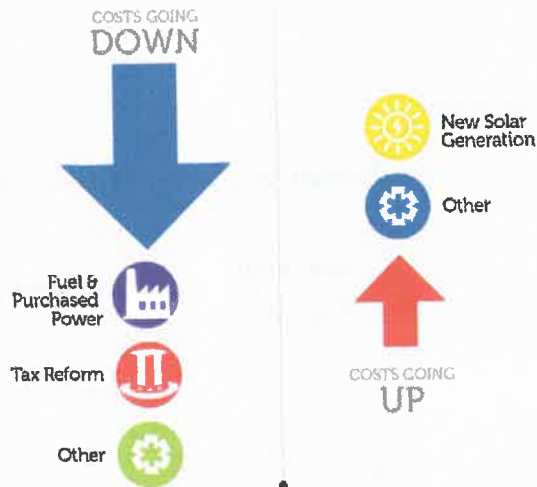 COSTS GOING
DOWN
Fuel &
Purchased
Power
Tax Reform
Other
New Solar
Generation
Other
COSTS GOING
UP